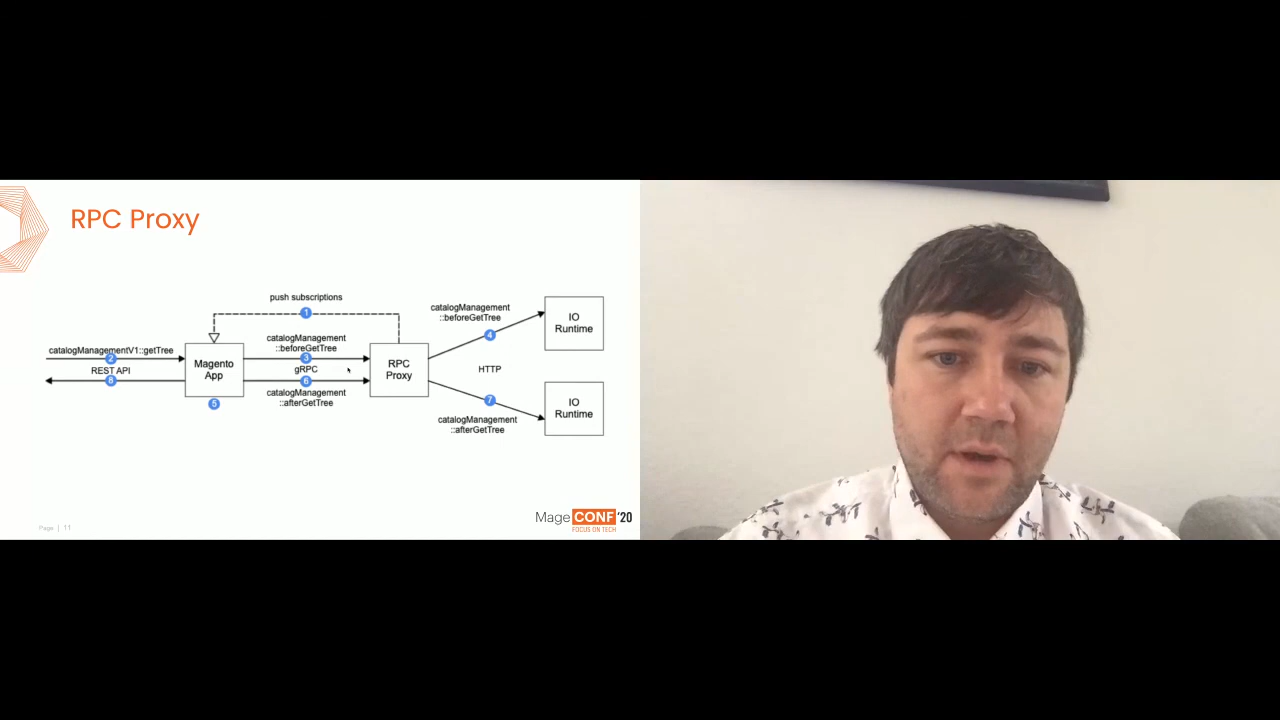 RPC Proxy
push subscriptions
1
catalogManagementV1::getTree
2
REST API
8
Magento
App
5
catalogManagement
::beforeGetTree
3
gRPC
6
catalogManagement
::afterGetTree
RPC
Proxy
catalogManagement
::beforeGetTree
4
HTTP
7
catalogManagement
::afterGetTree
IO
Runtime
IO
Runtime
Page | 11
MageCONF'20
FOCUS ON TECH